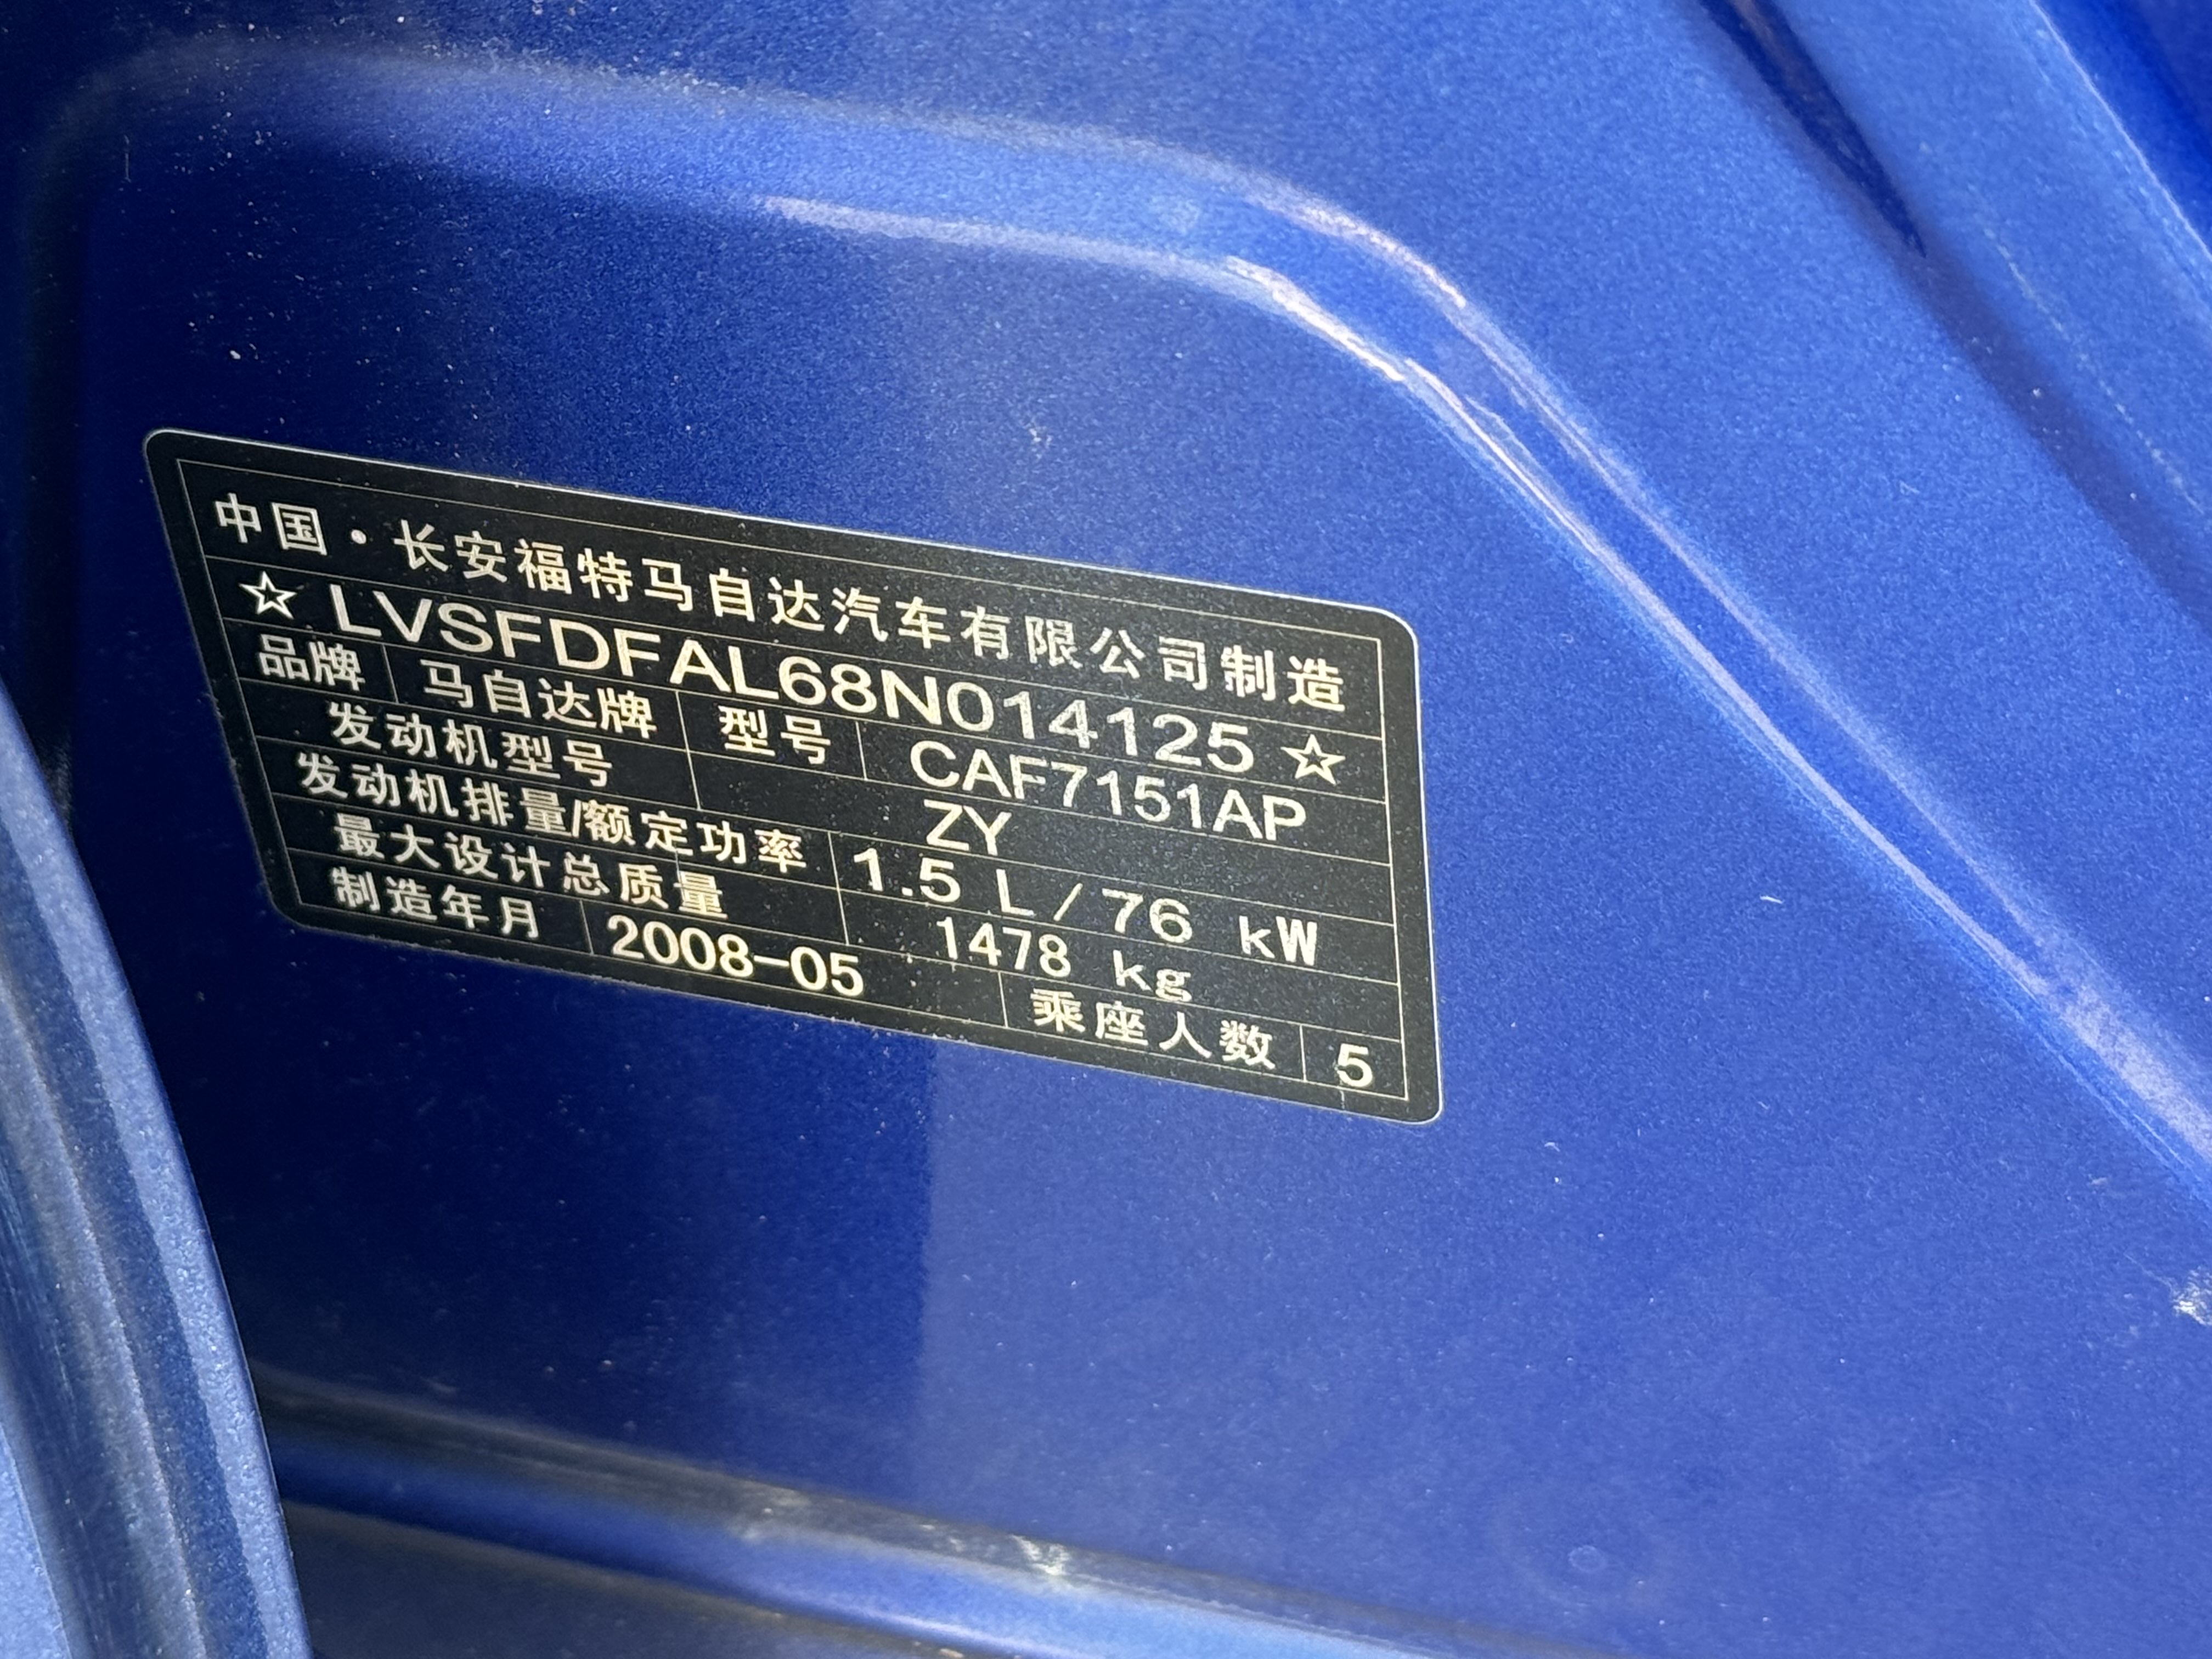 中国·长安福特马自达汽车有限公司制造
☆ LVSFDFAL68N014125 ☆
品牌 马自达牌 型号 CAF7151AP
发动机型号 ZY
发动机排量/额定功率 1.5 L/76 kW
最大设计总质量 1478 kg
制造年月 2008-05 乘座人数 5